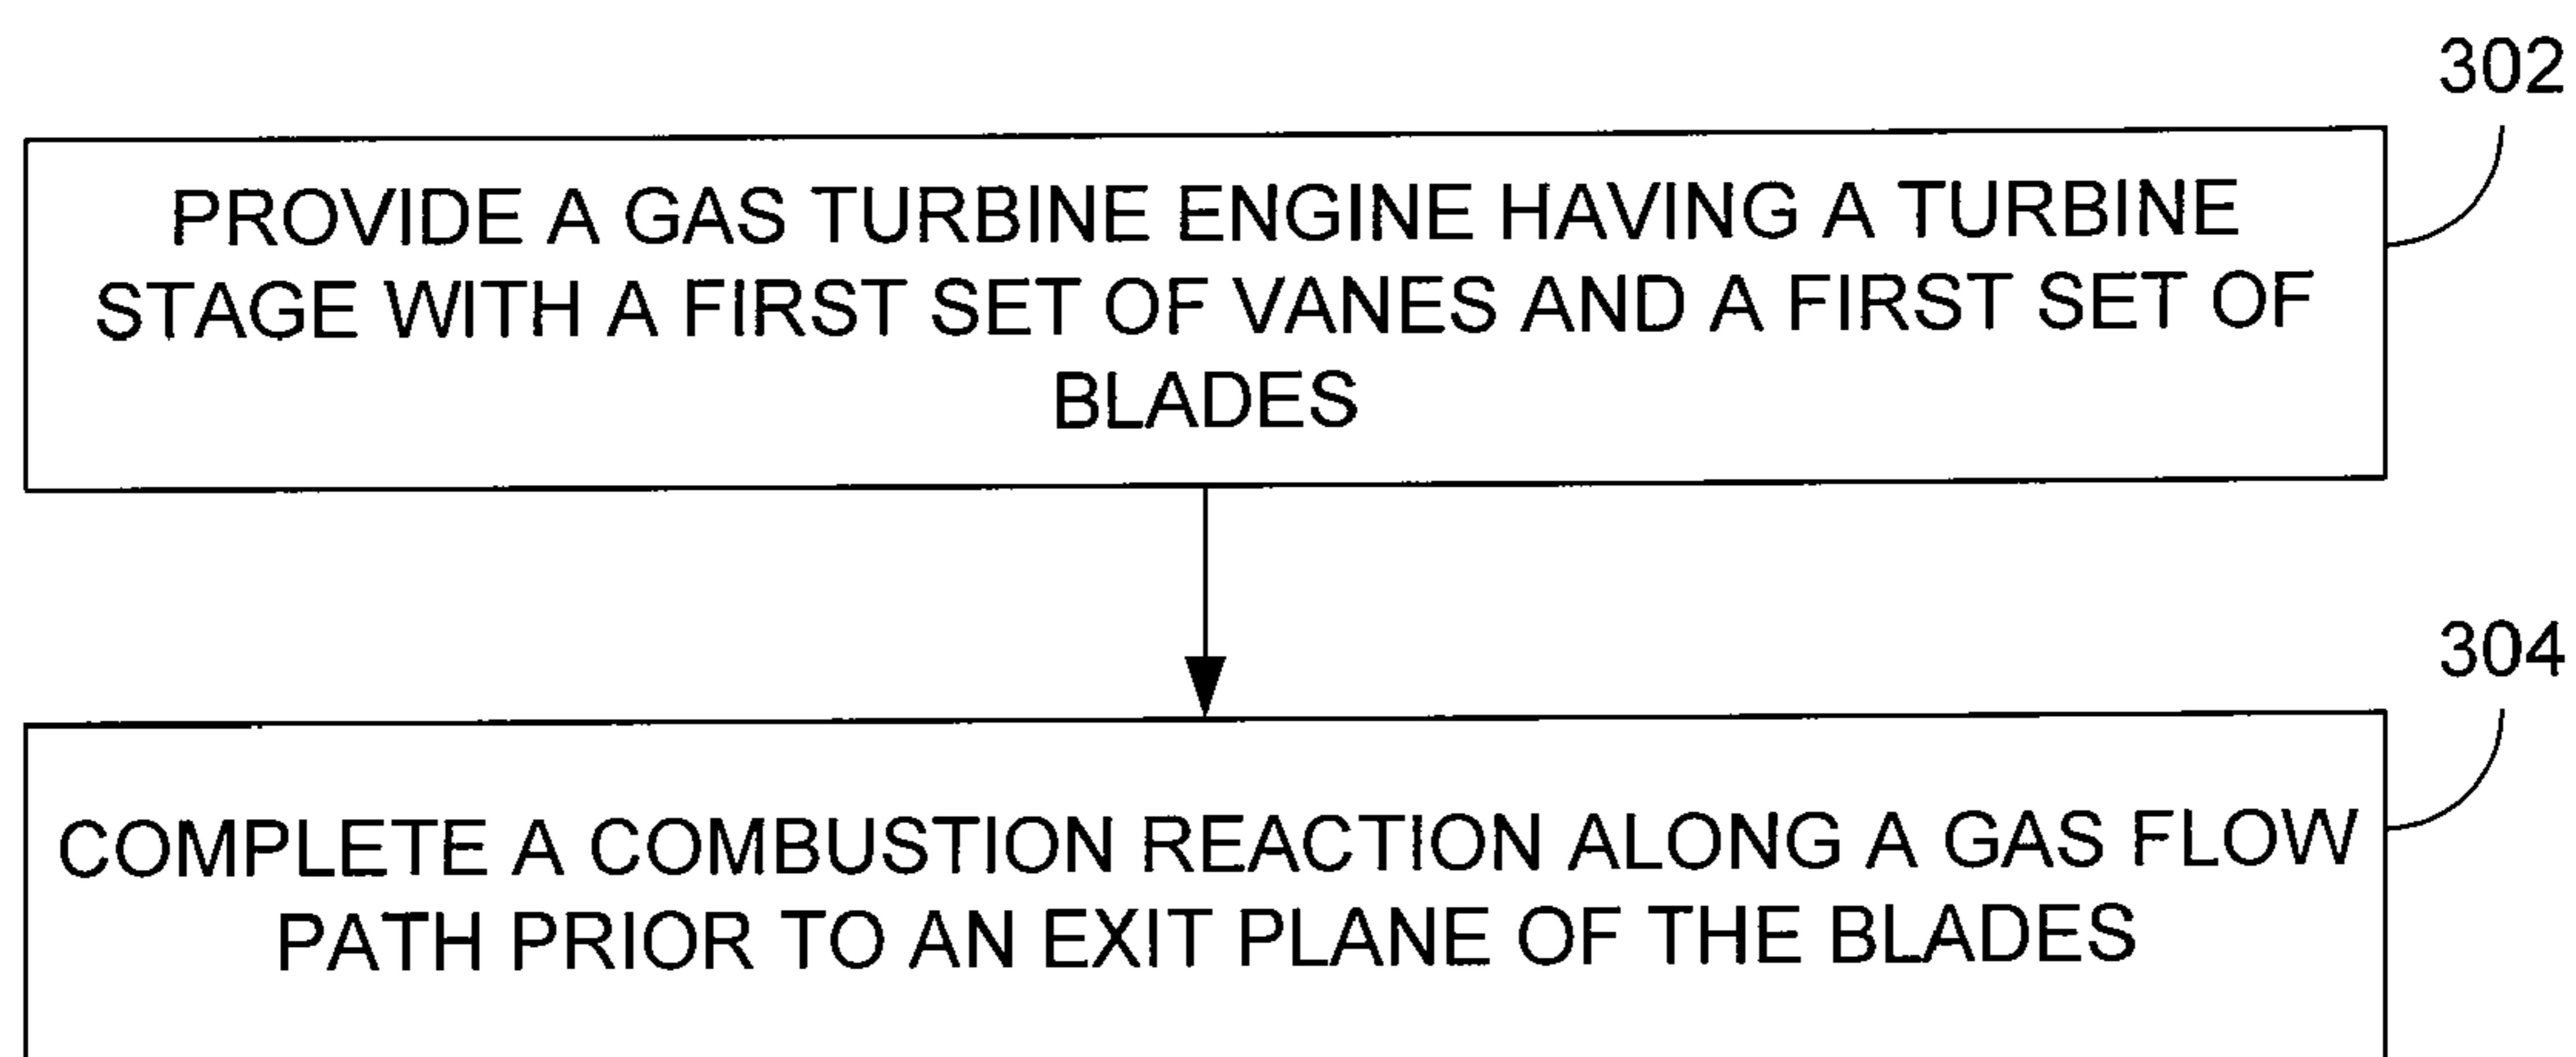 302
PROVIDE A GAS TURBINE ENGINE HAVING A TURBINE
STAGE WITH A FIRST SET OF VANES AND A FIRST SET OF
BLADES
304
COMPLETE A COMBUSTION REACTION ALONG A GAS FLOW
PATH PRIOR TO AN EXIT PLANE OF THE BLADES